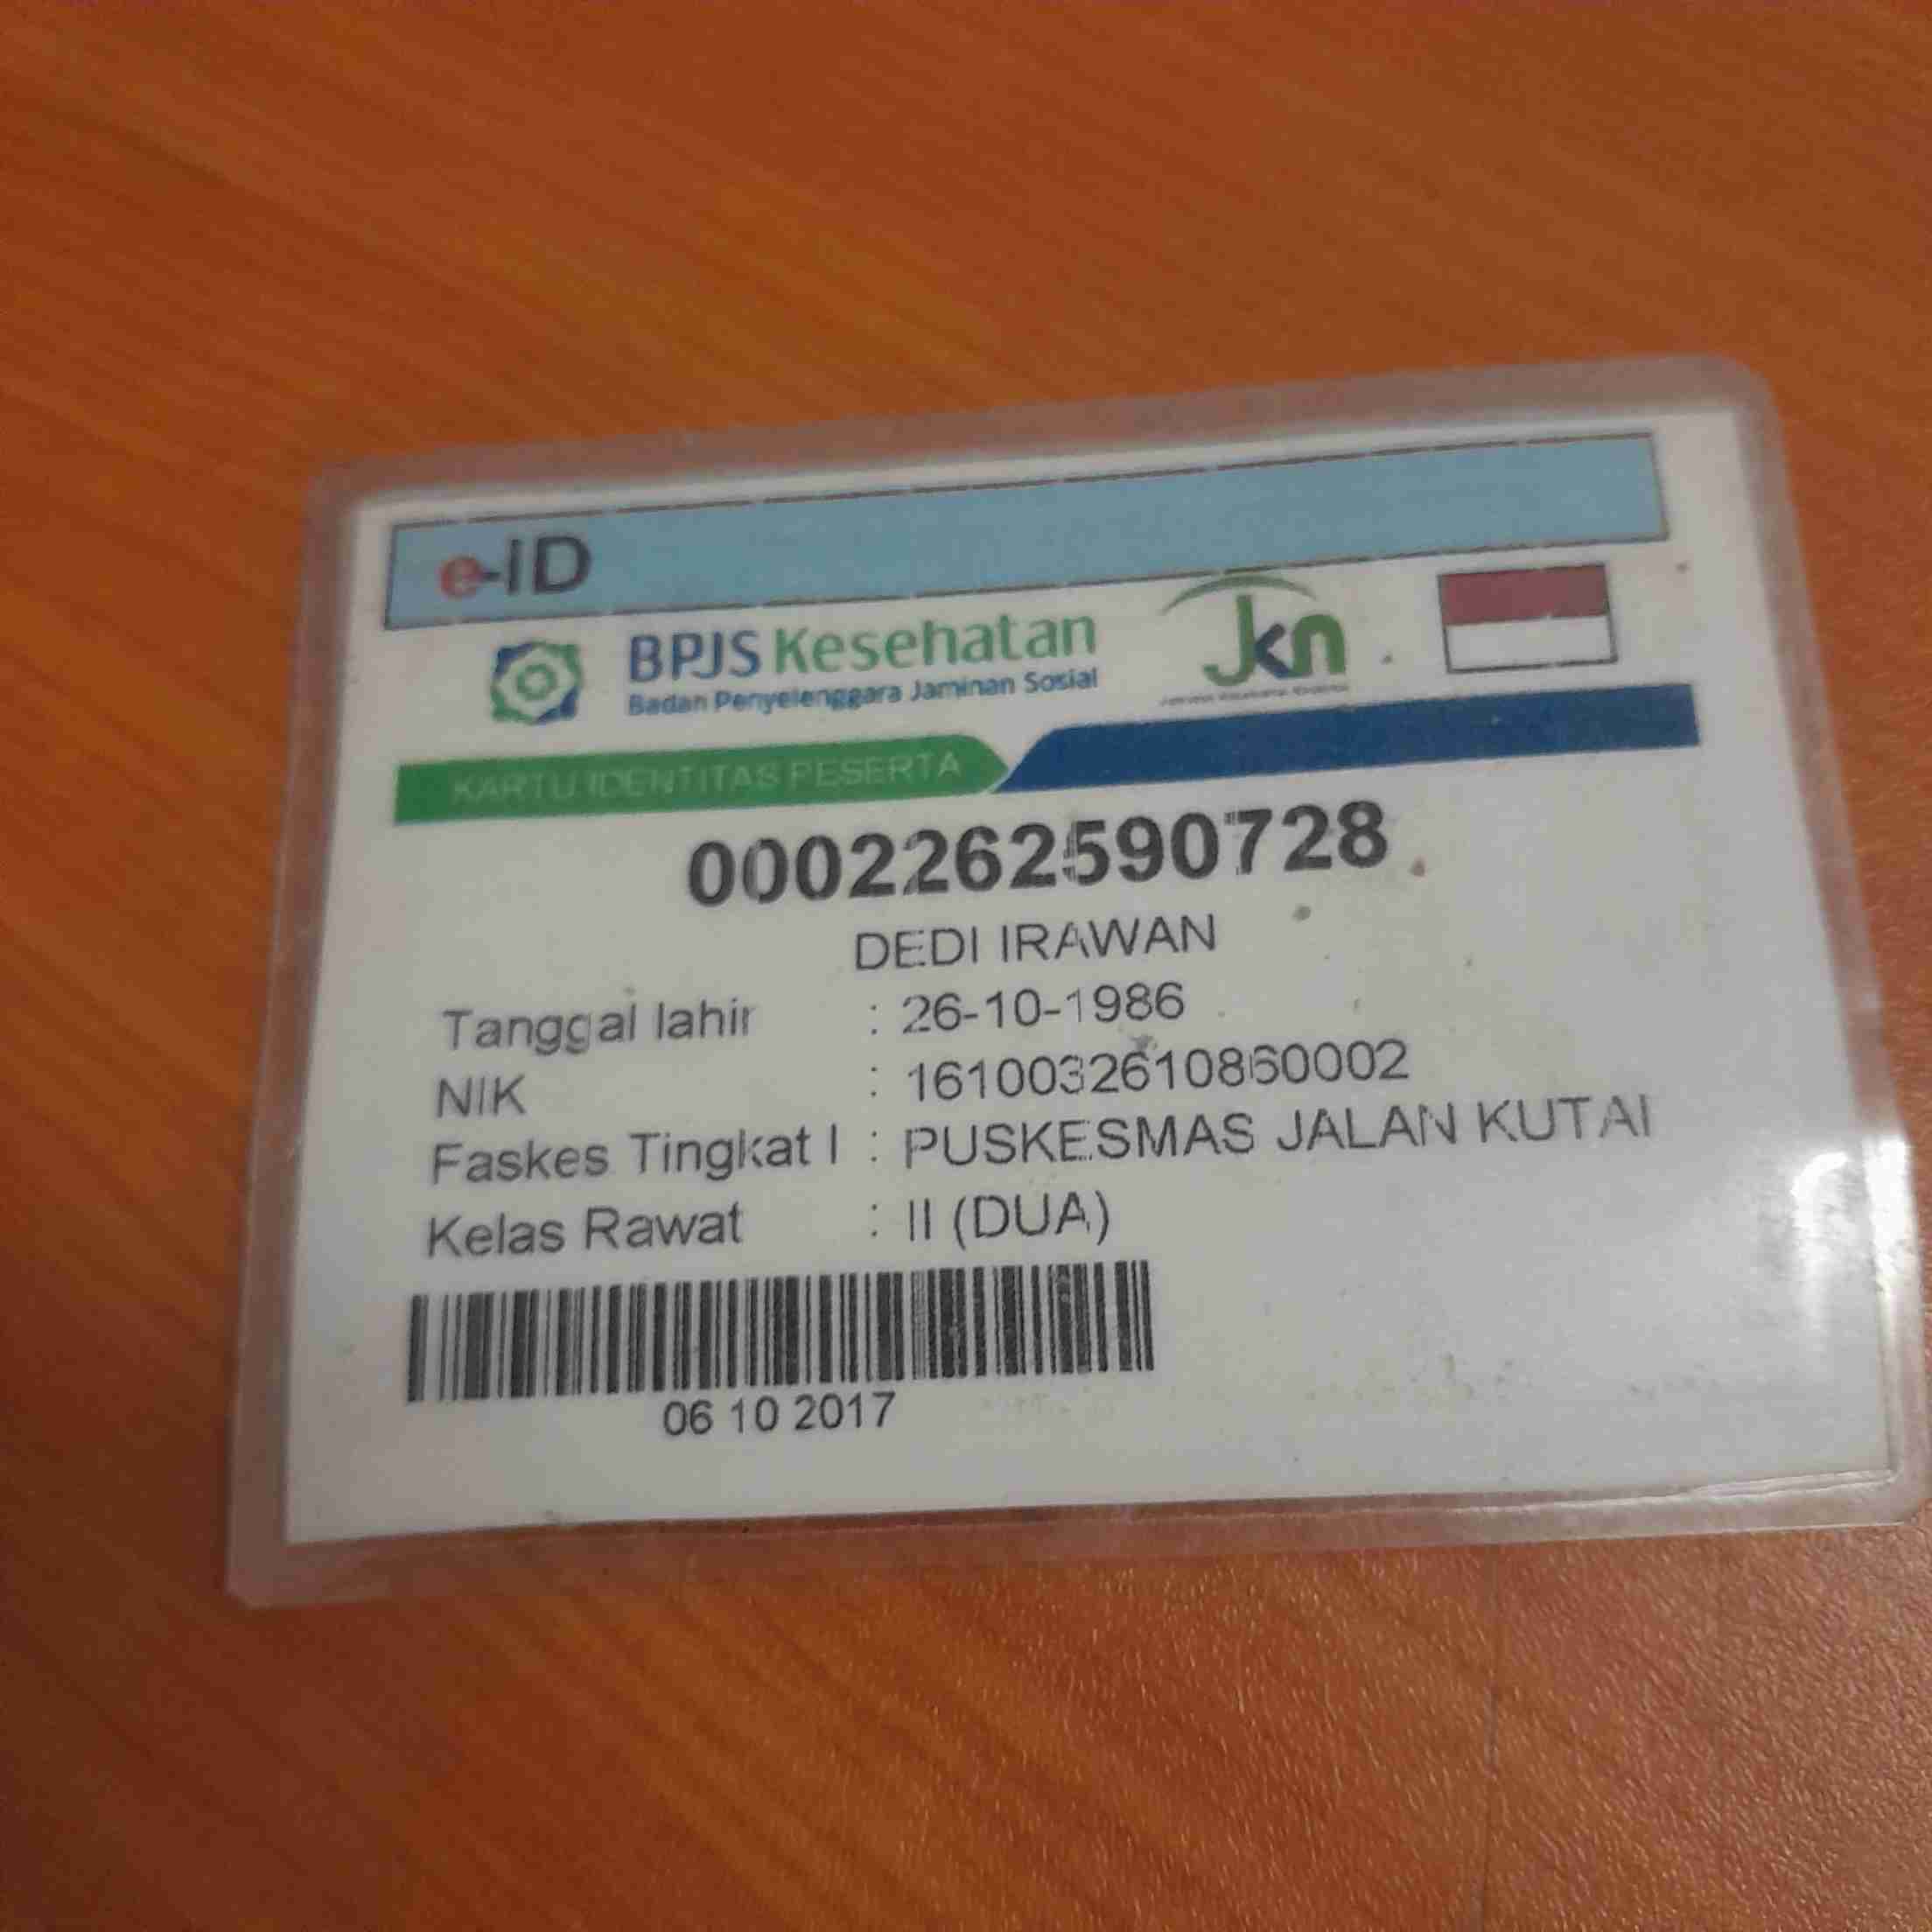 e-ID
BPJS Kesehatan
Badan Penyelenggara Jaminan Sosial
Jkn
KARTU IDENTITAS PESERTA
0002262590728
DEDI IRAWAN
Tanggal lahir : 26-10-1986
NIK : 1610032610860002
Faskes Tingkat I : PUSKESMAS JALAN KUTAI
Kelas Rawat : II (DUA)
06 10 2017